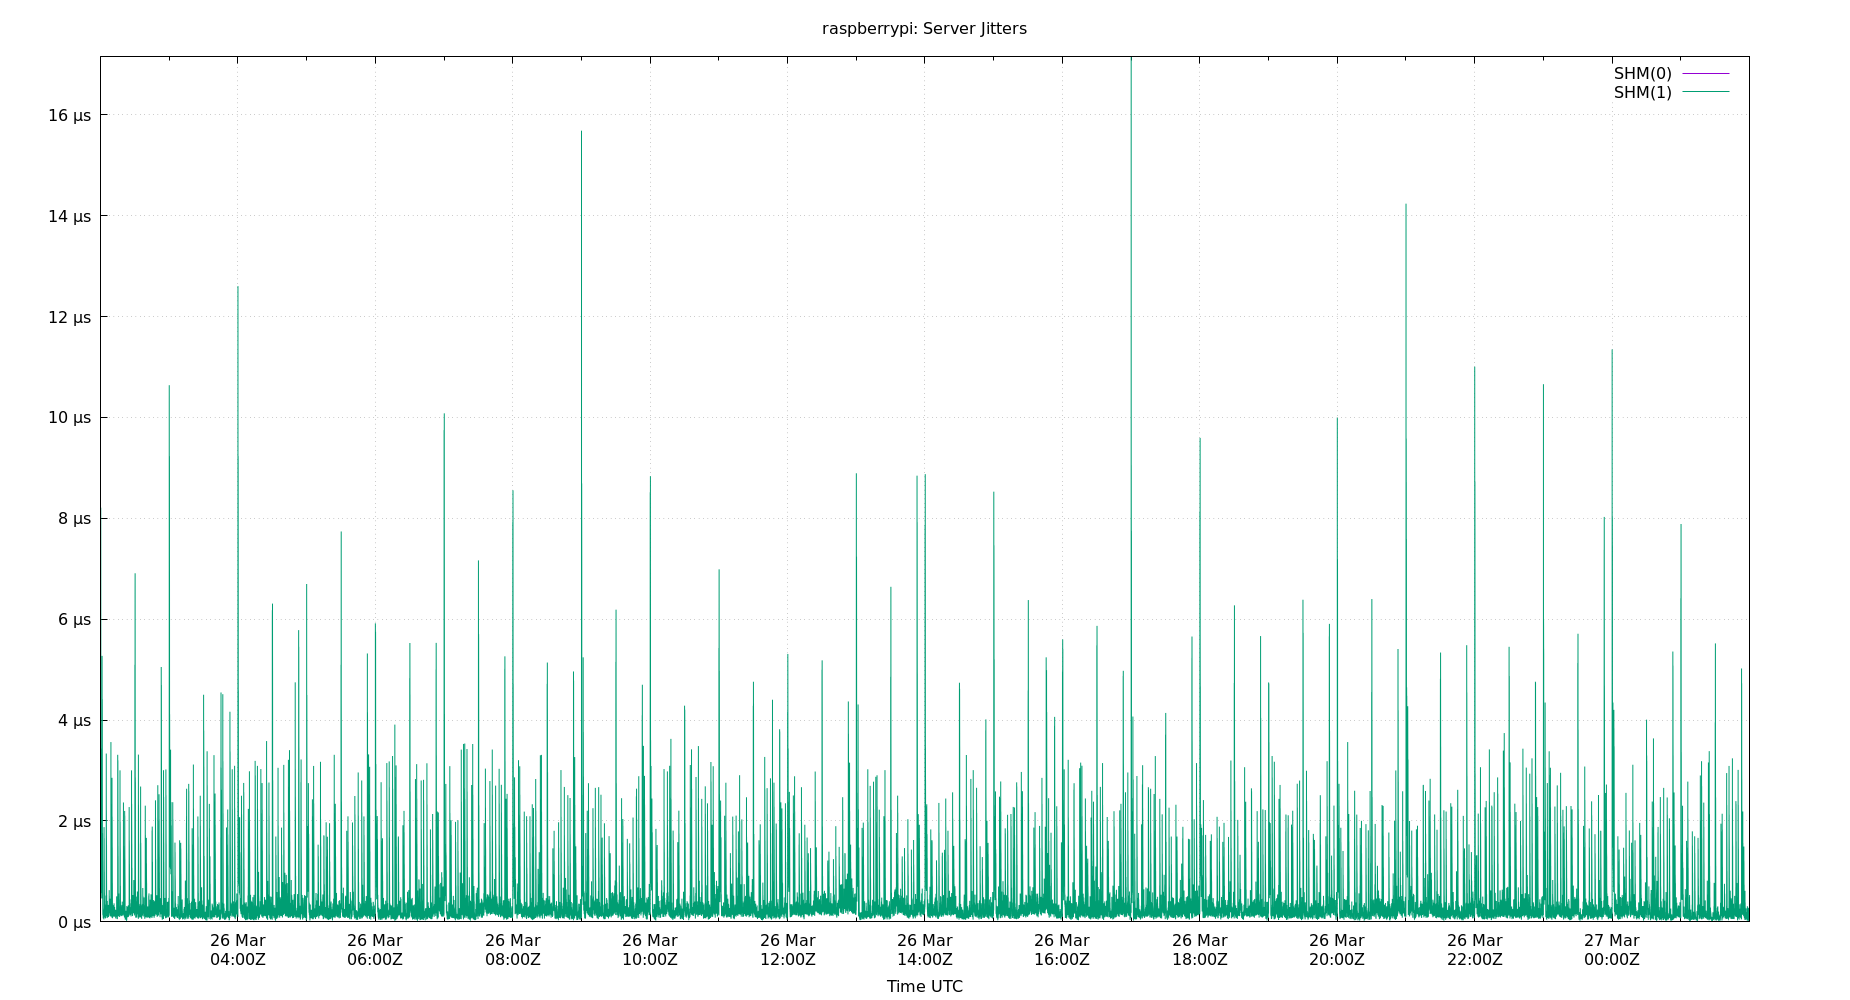 raspberrypi: Server Jitters
SHM(0)
SHM(1)
16 µs
14 µs
12 µs
10 µs
8 µs
6 µs
4 µs
2 µs
0 µs
26 Mar 26 Mar 26 Mar 26 Mar 26 Mar 26 Mar 26 Mar 26 Mar 26 Mar 26 Mar 27 Mar
04:00Z 06:00Z 08:00Z 10:00Z 12:00Z 14:00Z 16:00Z 18:00Z 20:00Z 22:00Z 00:00Z
Time UTC